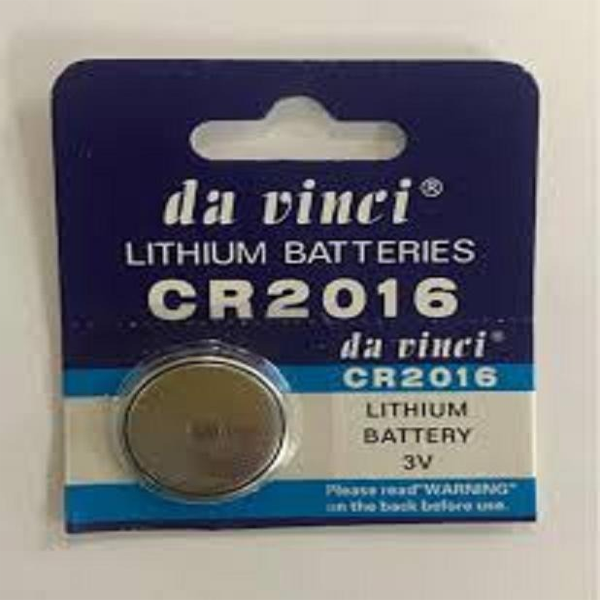 da vinci®
LITHIUM BATTERIES
CR2016
da vinci®
CR2016
LITHIUM
BATTERY
3V
Please read "WARNING"
on the back before use.